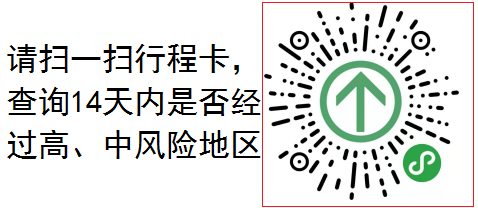 请扫一扫行程卡，
查询14天内是否经
过高、中风险地区